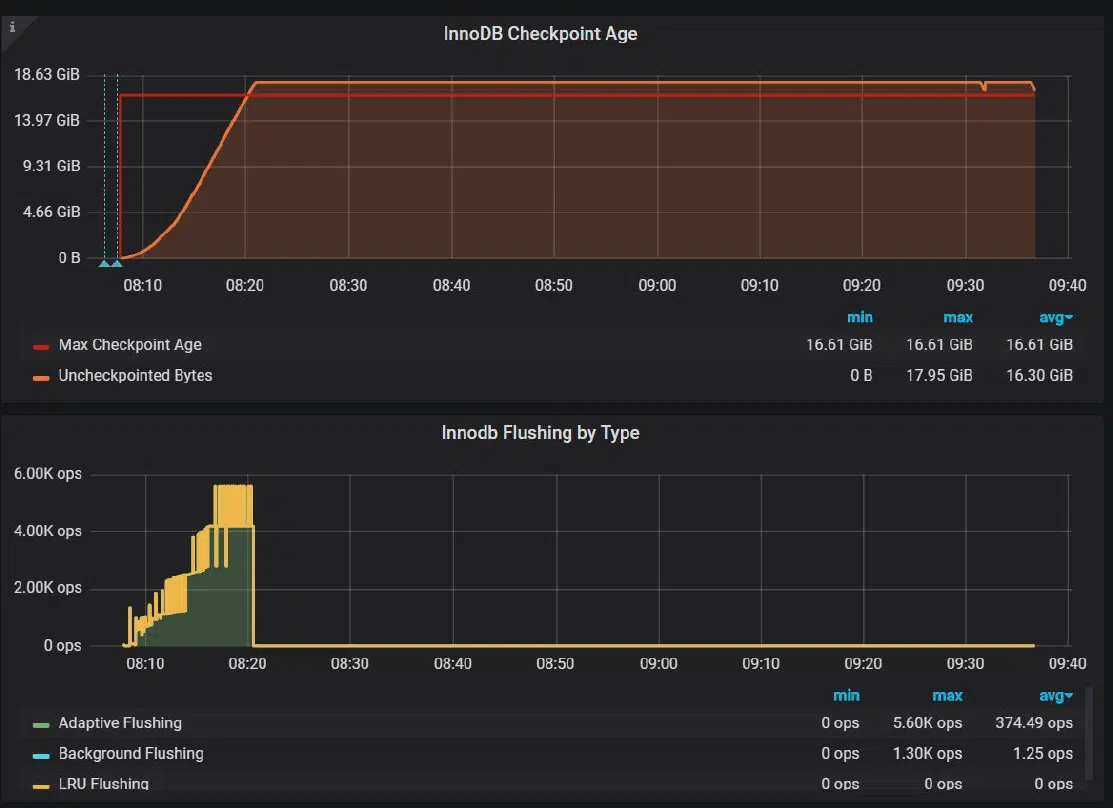 i
InnoDB Checkpoint Age
18.63 GiB
13.97 GiB
9.31 GiB
4.66 GiB
0 B
08:10 08:20 08:30 08:40 08:50 09:00 09:10 09:20 09:30 09:40
min max avg
Max Checkpoint Age 16.61 GiB 16.61 GiB 16.61 GiB
Uncheckpointed Bytes 0 B 17.95 GiB 16.30 GiB
Innodb Flushing by Type
6.00K ops
4.00K ops
2.00K ops
0 ops
08:10 08:20 08:30 08:40 08:50 09:00 09:10 09:20 09:30 09:40
min max avg
Adaptive Flushing 0 ops 5.60K ops 374.49 ops
Background Flushing 0 ops 1.30K ops 1.25 ops
LRU Flushing 0 ops 0 ops 0 ops